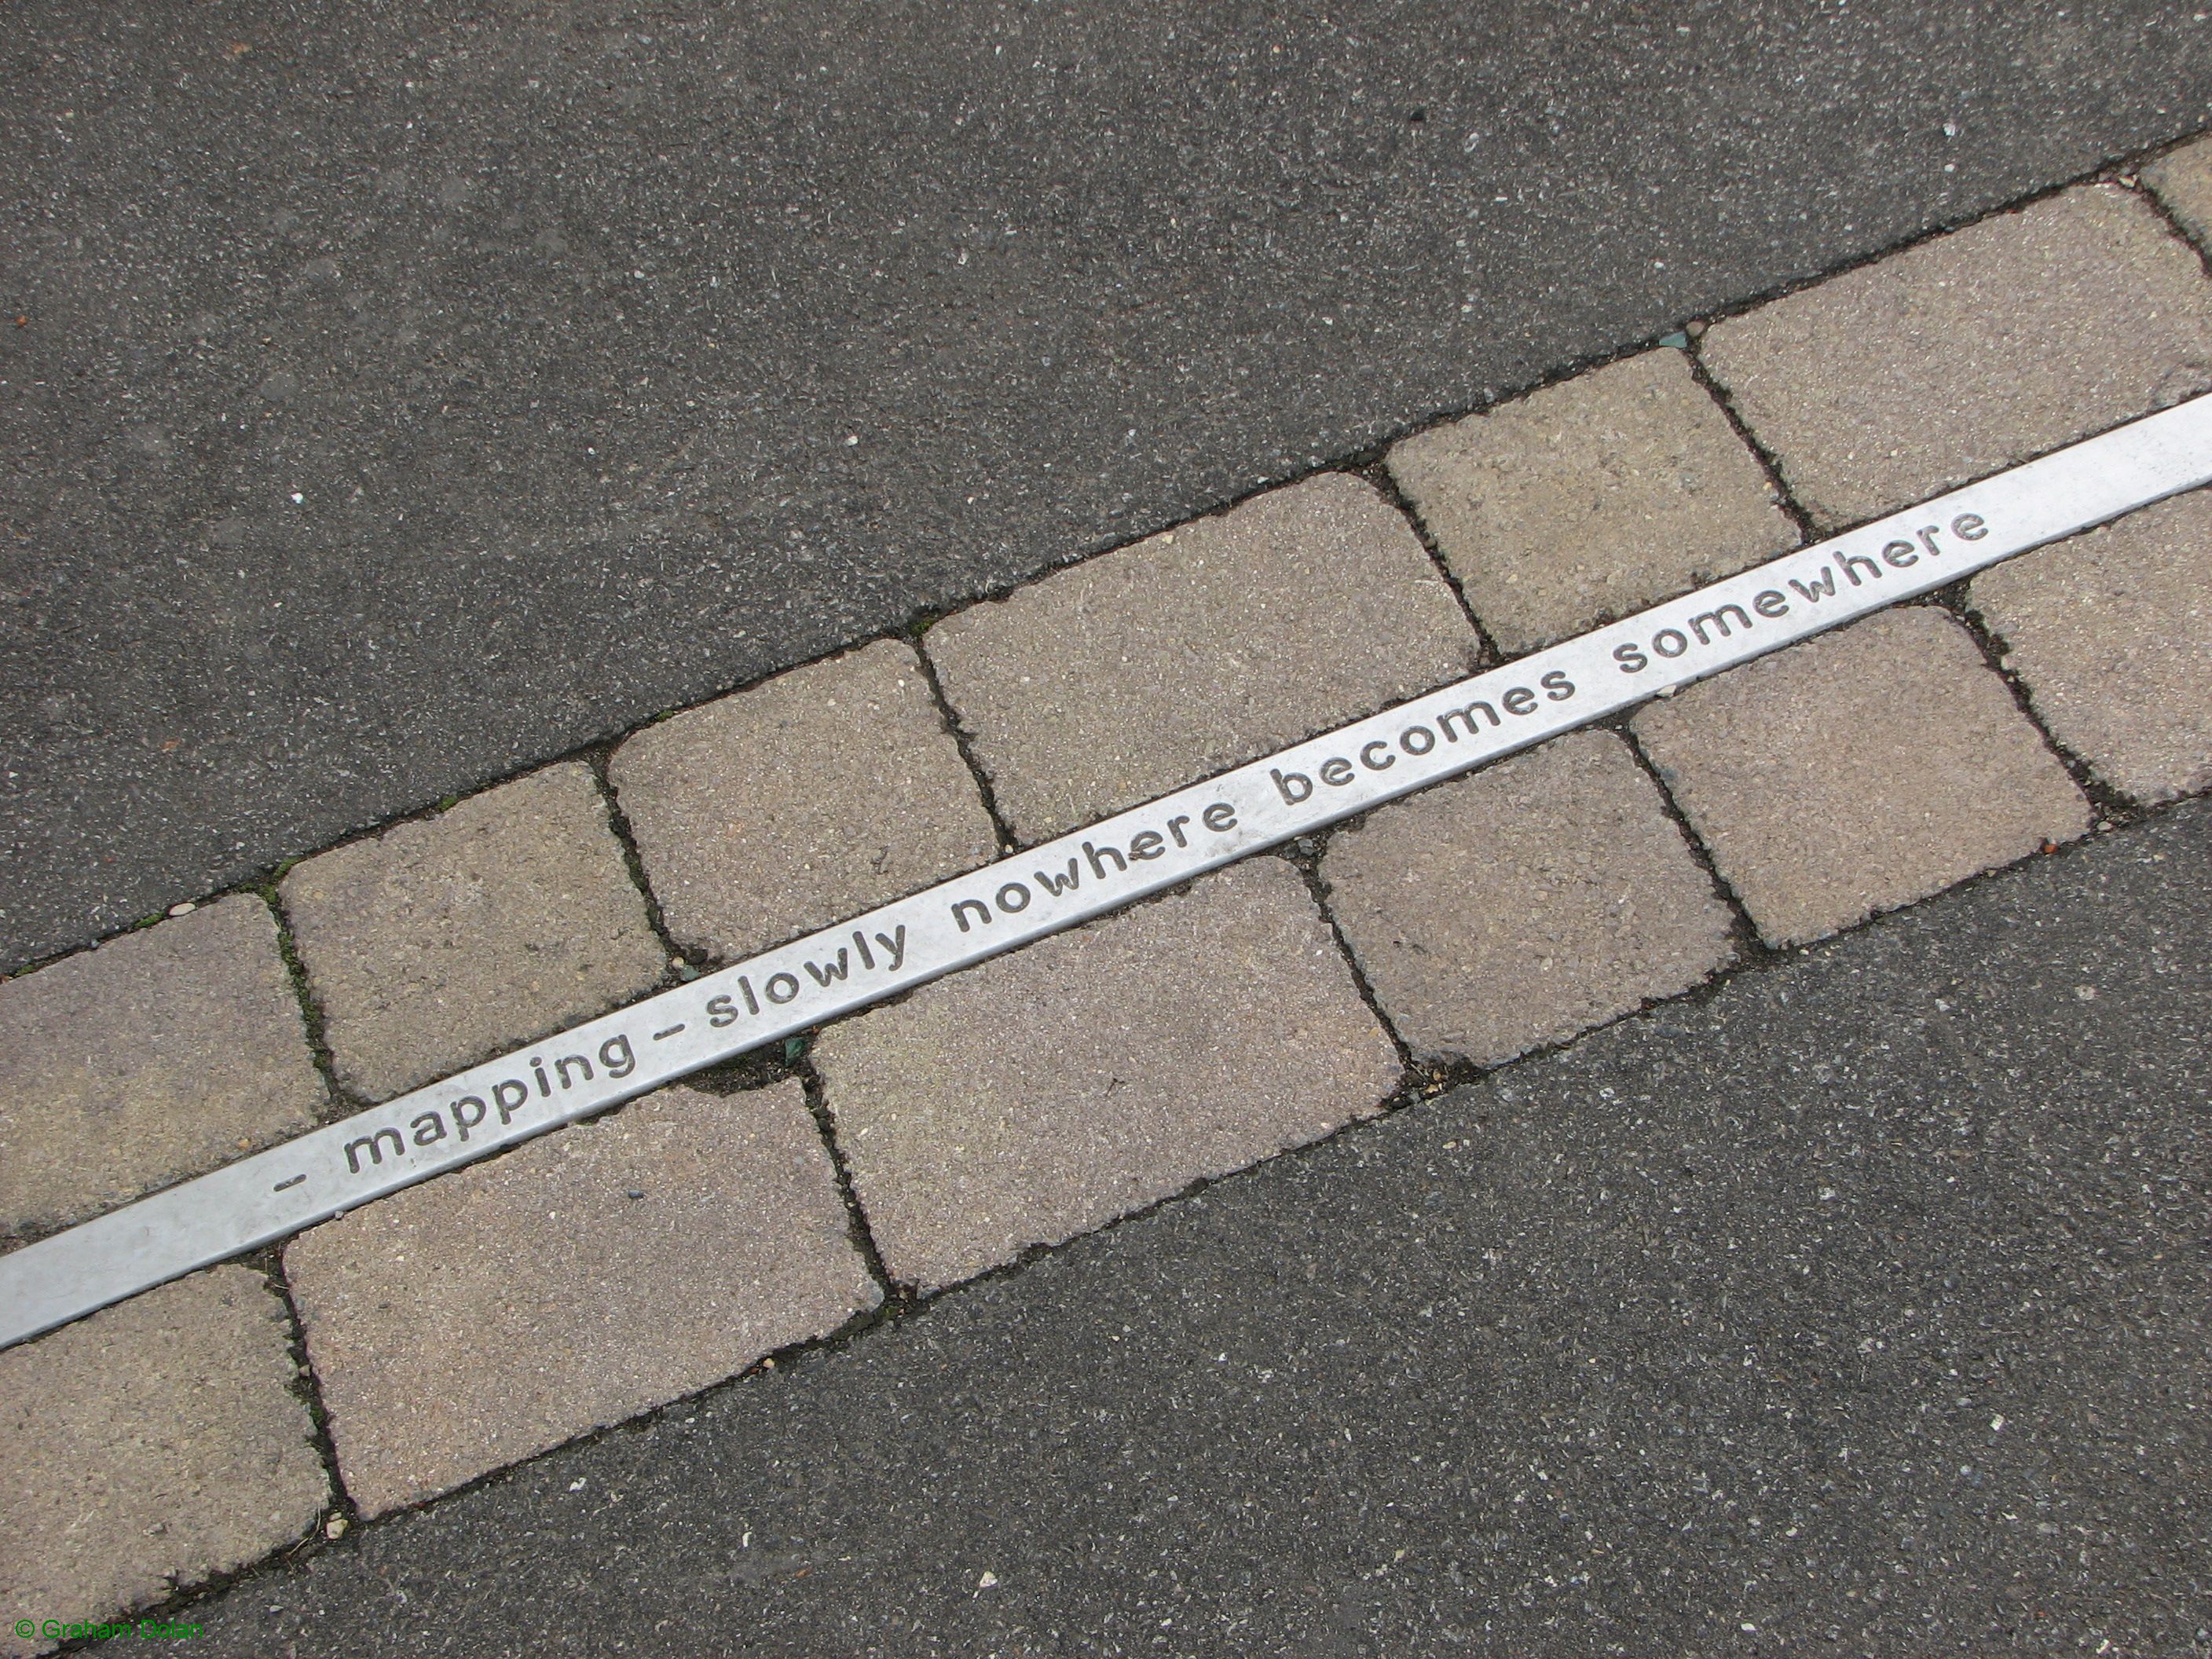 - mapping - slowly nowhere becomes somewhere
© Graham Dolan